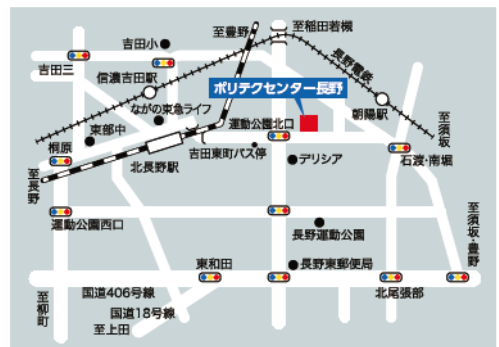 至豊野
至稲田若槻
吉田小
吉田三
信濃吉田駅
長野電鉄
ポリテクセンター長野
ながの東急ライフ
運動公園北口
朝陽駅
至須坂
東部中
桐原
吉田東町バス停
北長野駅
デリシア
石渡・南堀
至長野
運動公園西口
長野運動公園
至須坂・豊野
東和田
長野東郵便局
国道406号線
北尾張部
至柳町
国道18号線
至上田